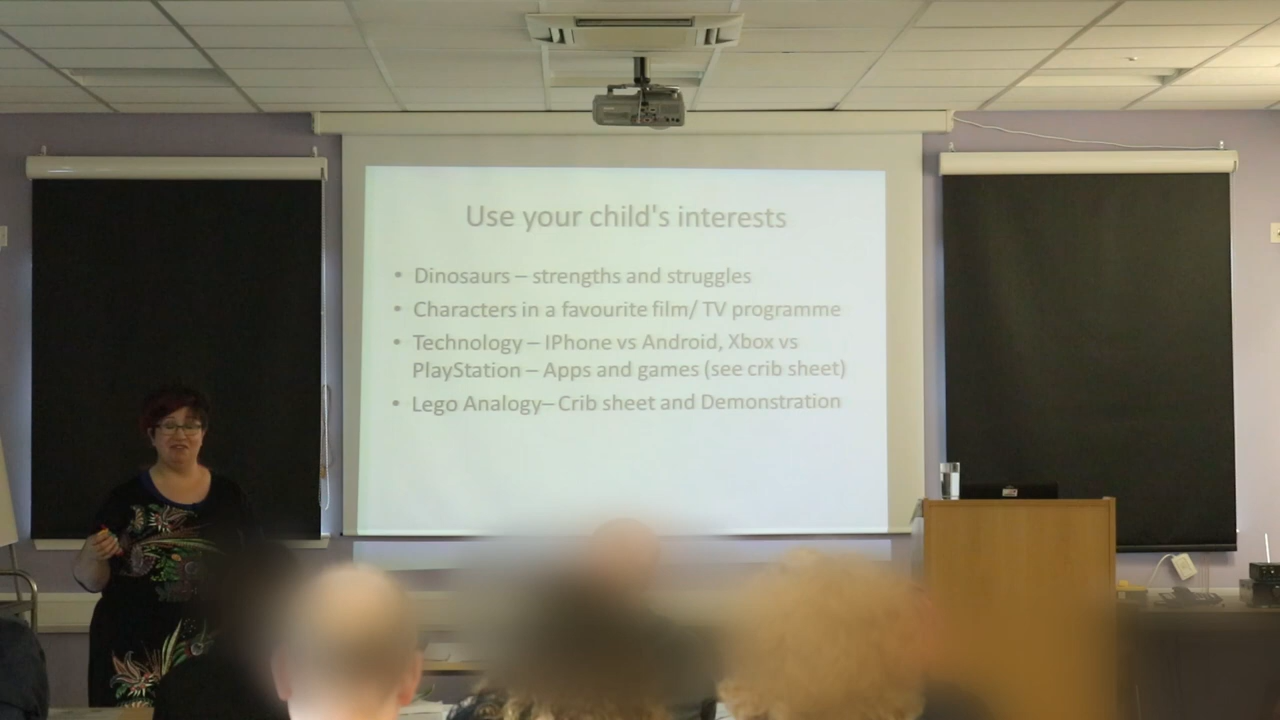 Use your child's interests
• Dinosaurs – strengths and struggles
• Characters in a favourite film/ TV programme
• Technology – IPhone vs Android, Xbox vs
PlayStation – Apps and games (see crib sheet)
• Lego Analogy– Crib sheet and Demonstration